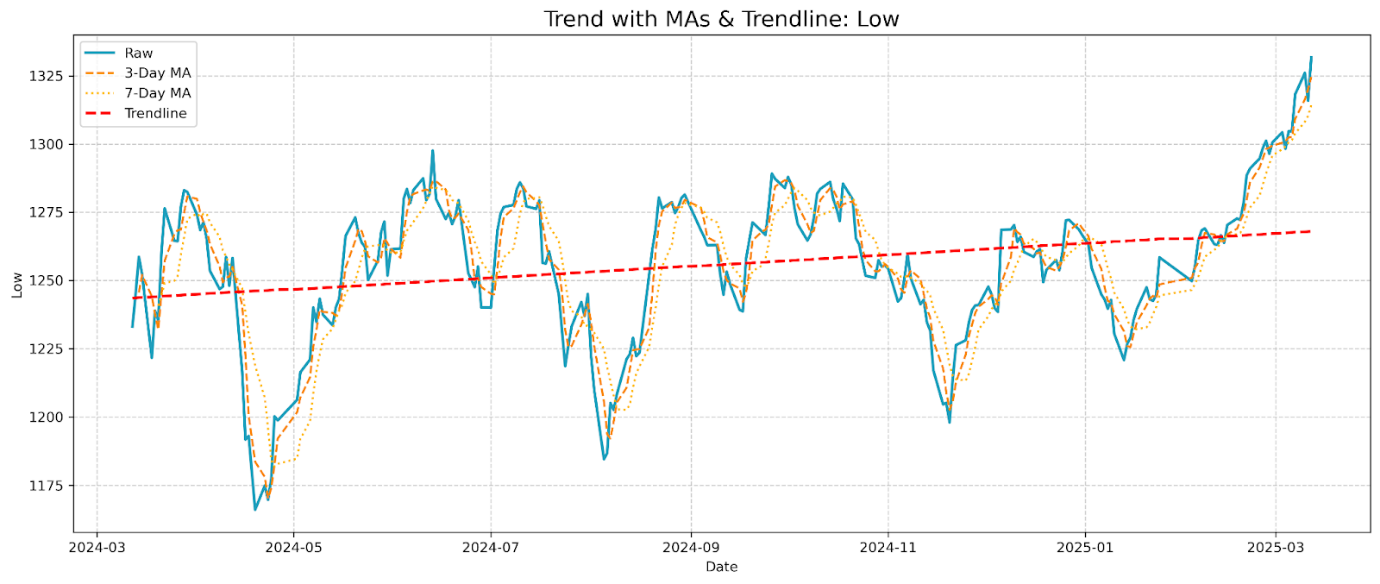 Trend with MAs & Trendline: Low
Raw
3-Day MA
7-Day MA
Trendline
1325
1300
1275
1250
1225
1200
1175
Low
2024-03
2024-05
2024-07
2024-09
2024-11
2025-01
2025-03
Date